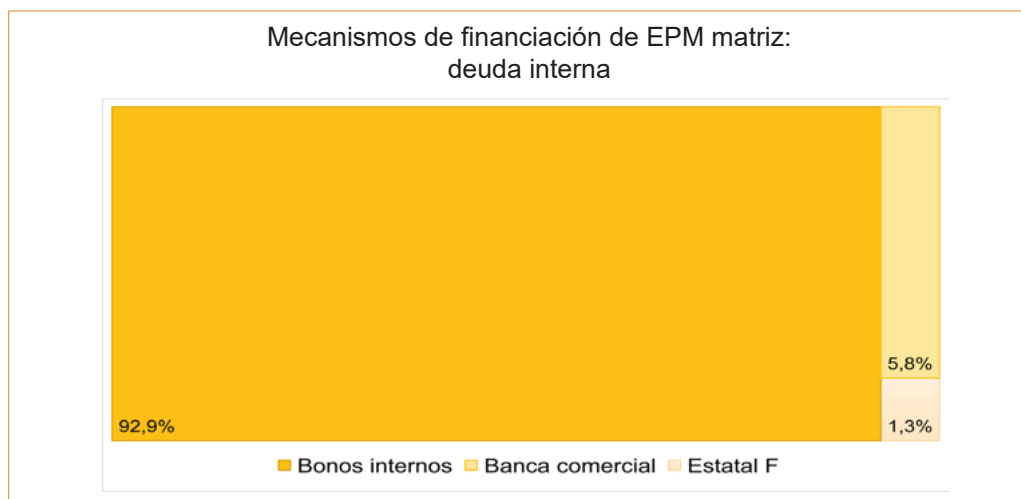 Mecanismos de financiación de EPM matriz:
deuda interna
5,8%
92,9%
1,3%
Bonos internos Banca comercial Estatal F